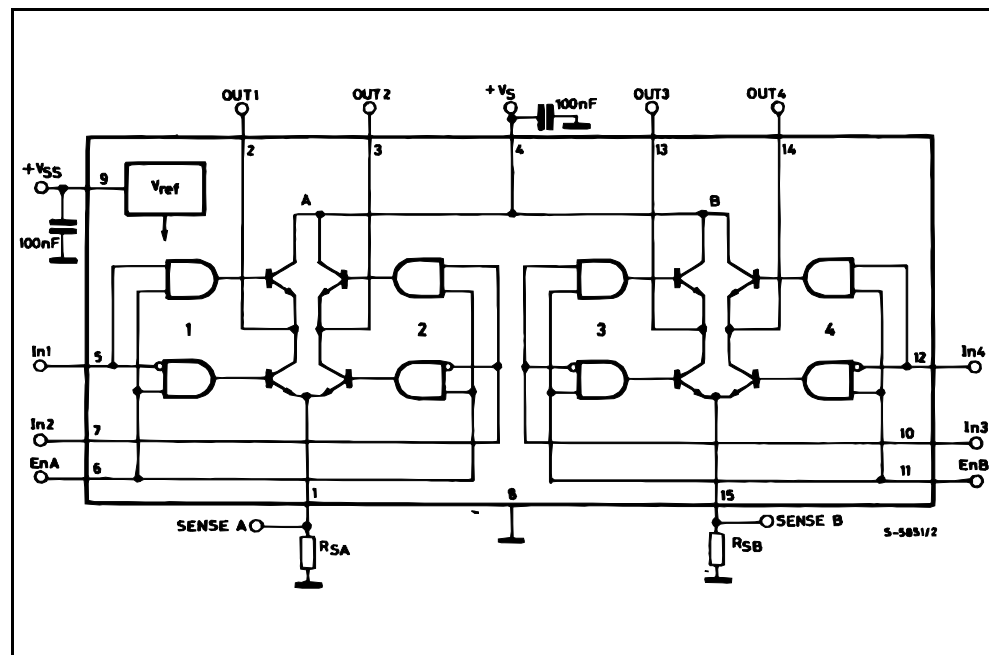 OUT1
OUT2
+VS
100nF
OUT3
OUT4
2
3
4
13
14
+VSS
9
Vref
100nF
A
B
1
2
3
4
In1
5
12
In4
In2
7
10
In3
EnA
6
11
EnB
1
8
15
SENSE A
SENSE B
S-5851/2
RSA
RSB